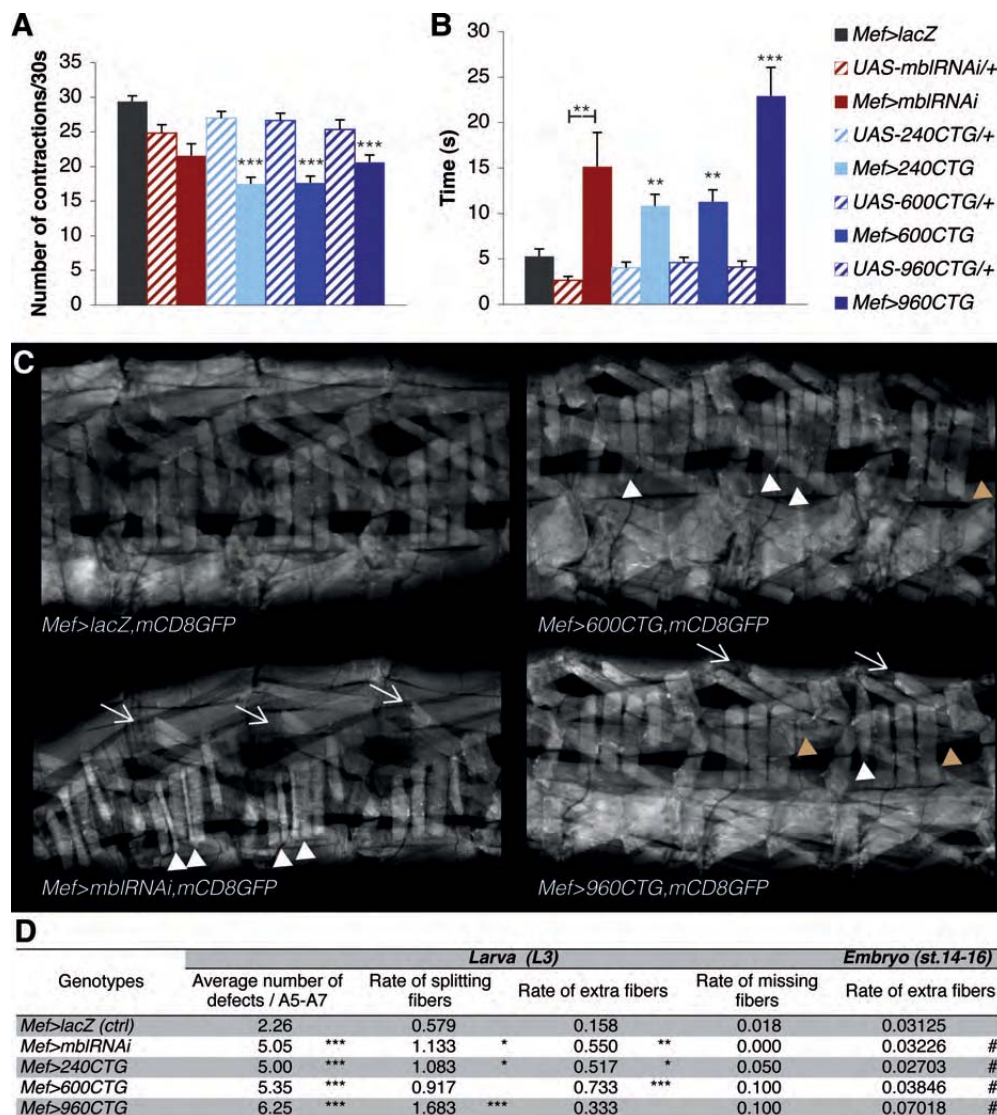 A
B
Number of contractions/30s
35
30
25
20
15
10
5
0
***
***
***
Time (s)
30
25
20
15
10
5
0
**
**
**
***
Mef>lacZ
UAS-mblRNAi/+
Mef>mblRNAi
UAS-240CTG/+
Mef>240CTG
UAS-600CTG/+
Mef>600CTG
UAS-960CTG/+
Mef>960CTG
C
Mef>lacZ,mCD8GFP
Mef>600CTG,mCD8GFP
Mef>mblRNAi,mCD8GFP
Mef>960CTG,mCD8GFP
D
Larva (L3) Embryo (st.14-16)
Genotypes Average number of defects / A5-A7 Rate of splitting fibers Rate of extra fibers Rate of missing fibers Rate of extra fibers
Mef>lacZ (ctrl) 2.26 0.579 0.158 0.018 0.03125
Mef>mblRNAi 5.05 *** 1.133 * 0.550 ** 0.000 0.03226 #
Mef>240CTG 5.00 *** 1.083 * 0.517 * 0.050 0.02703 #
Mef>600CTG 5.35 *** 0.917 0.733 *** 0.100 0.03846 #
Mef>960CTG 6.25 *** 1.683 *** 0.333 0.100 0.07018 #